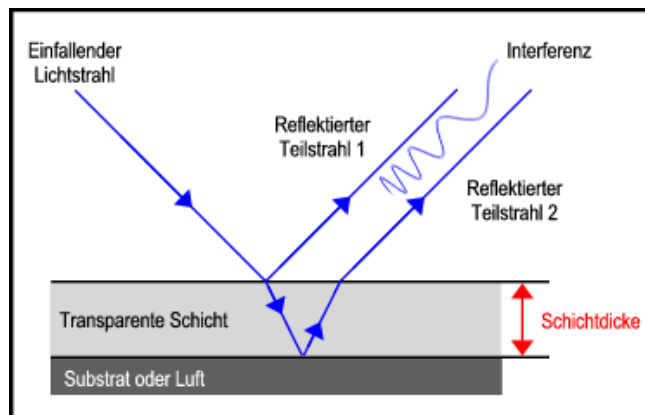 Einfallender
Lichtstrahl
Interferenz
Reflektierter
Teilstrahl 1
Reflektierter
Teilstrahl 2
Transparente Schicht
Schichtdicke
Substrat oder Luft